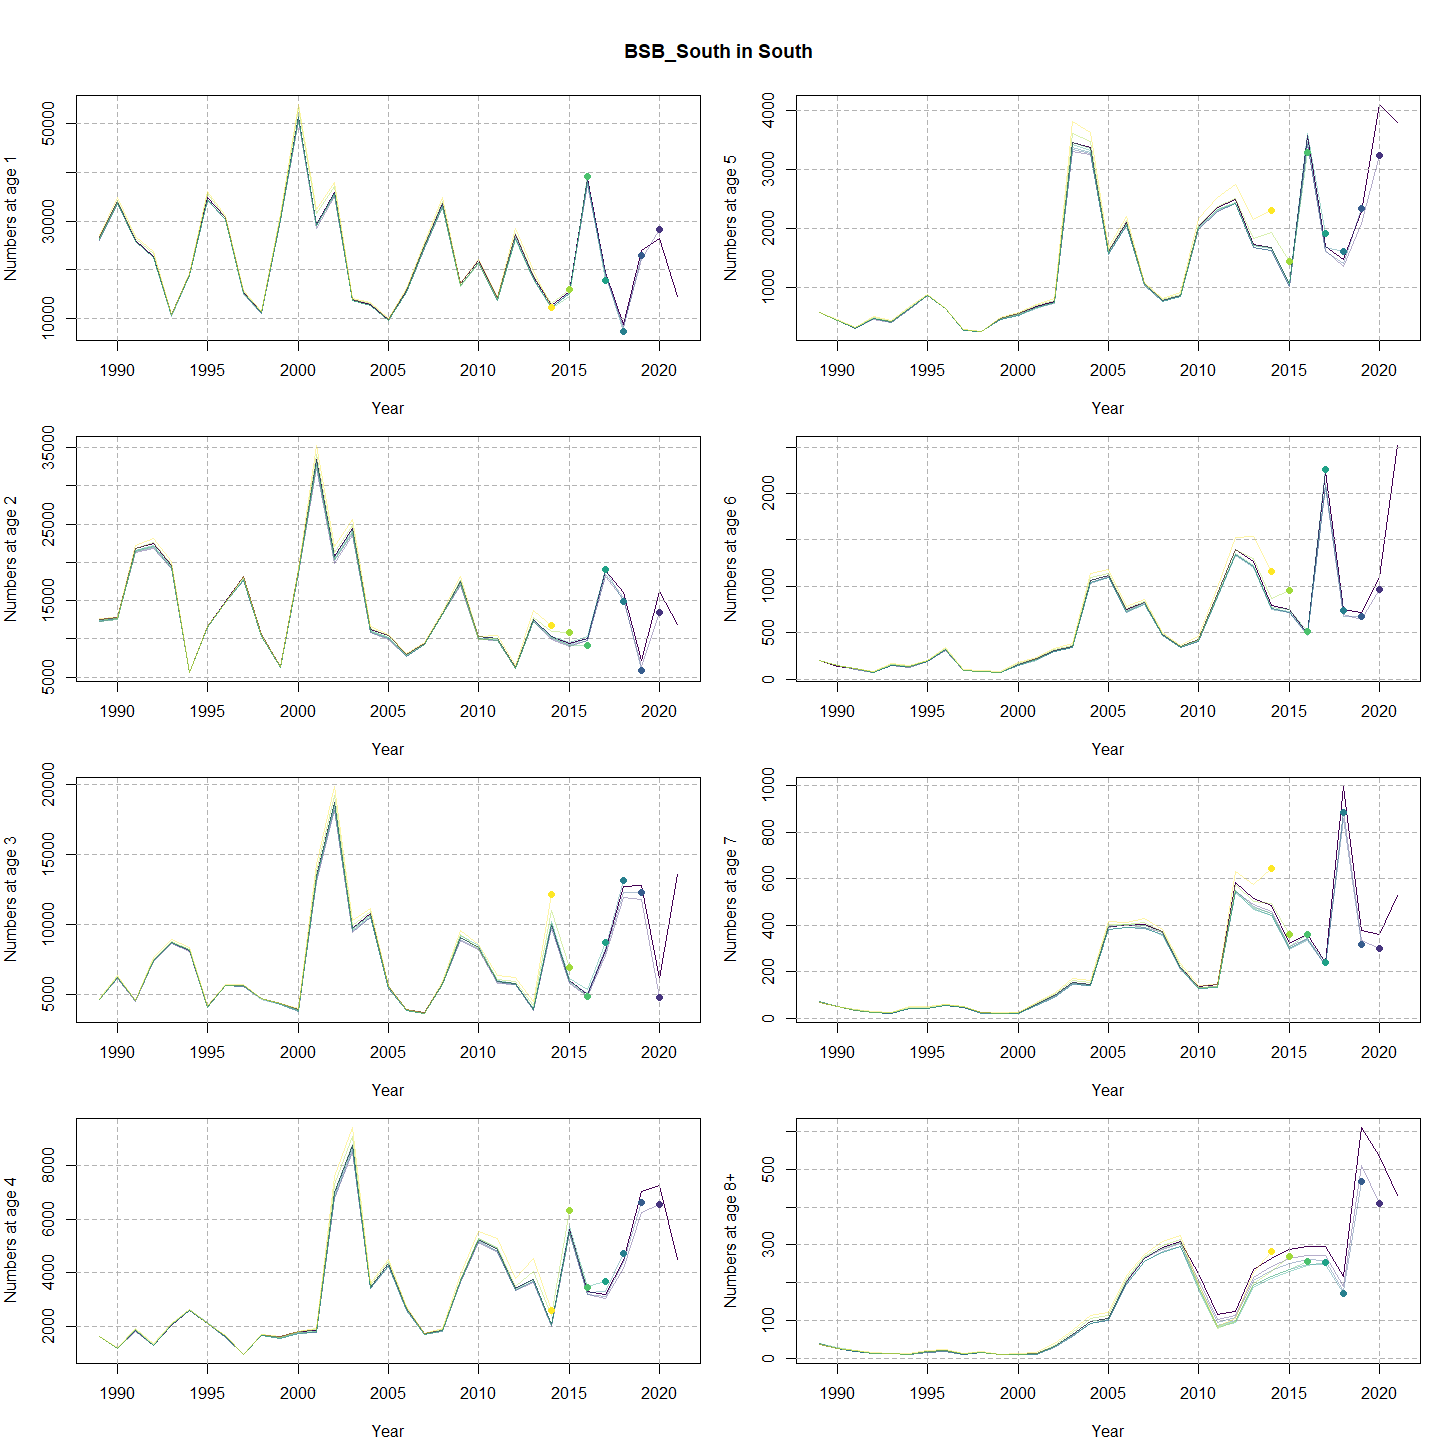 BSB_South in South
Numbers at age 1
10000 30000 50000
1990 1995 2000 2005 2010 2015 2020
Year
Numbers at age 5
1000 2000 3000 4000
1990 1995 2000 2005 2010 2015 2020
Year
Numbers at age 2
5000 15000 25000 35000
1990 1995 2000 2005 2010 2015 2020
Year
Numbers at age 6
0 500 1000 2000
1990 1995 2000 2005 2010 2015 2020
Year
Numbers at age 3
5000 10000 15000 20000
1990 1995 2000 2005 2010 2015 2020
Year
Numbers at age 7
0 200 400 600 800 1000
1990 1995 2000 2005 2010 2015 2020
Year
Numbers at age 4
2000 4000 6000 8000
1990 1995 2000 2005 2010 2015 2020
Year
Numbers at age 8+
0 100 300 500
1990 1995 2000 2005 2010 2015 2020
Year